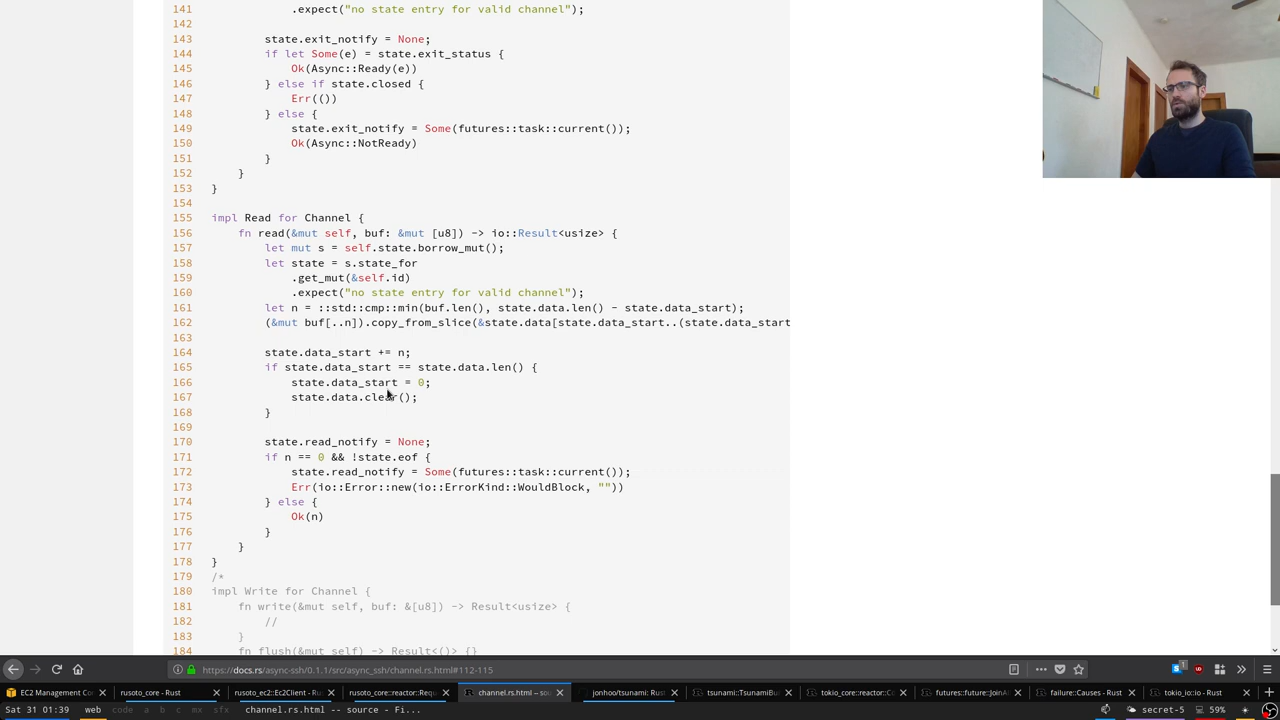 141 .expect("no state entry for valid channel");
142
143 state.exit_notify = None;
144 if let Some(e) = state.exit_status {
145 Ok(Async::Ready(e))
146 } else if state.closed {
147 Err(())
148 } else {
149 state.exit_notify = Some(futures::task::current());
150 Ok(Async::NotReady)
151 }
152 }
153 }
154
155 impl Read for Channel {
156 fn read(&mut self, buf: &mut [u8]) -> io::Result<usize> {
157 let mut s = self.state.borrow_mut();
158 let state = s.state_for
159 .get_mut(&self.id)
160 .expect("no state entry for valid channel");
161 let n = ::std::cmp::min(buf.len(), state.data.len() - state.data_start);
162 (&mut buf[..n]).copy_from_slice(&state.data[state.data_start..(state.data_start
163
164 state.data_start += n;
165 if state.data_start == state.data.len() {
166 state.data_start = 0;
167 state.data.clear();
168 }
169
170 state.read_notify = None;
171 if n == 0 && !state.eof {
172 state.read_notify = Some(futures::task::current());
173 Err(io::Error::new(io::ErrorKind::WouldBlock, ""))
174 } else {
175 Ok(n)
176 }
177 }
178 }
179 /*
180 impl Write for Channel {
181 fn write(&mut self, buf: &[u8]) -> Result<usize> {
182 //
183 }
184 fn flush(&mut self) -> Result<()> {}
https://docs.rs/async-ssh/0.1.1/src/async_ssh/channel.rs.html#112-115
EC2 Management Co rusoto_core - Rust rusoto_ec2::Ec2Client - Rus rusoto_core::reactor::Requ channel.rs.html -- sou jonhoo/tsunami: Rust tsunami::TsunamiBu tokio_core::reactor::Co futures::future::JoinA failure::Causes - Rust tokio_io::io - Rust
Sat 31 01:39 web code a b c mx sfx channel.rs.html -- source - Fi... secret-5 59%